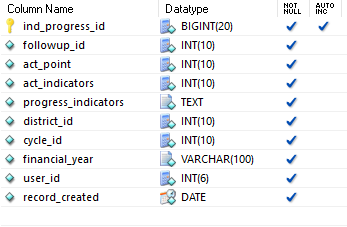 Column Name Datatype NOT NULL AUTO INC
ind_progress_id BIGINT(20)
followup_id INT(10)
act_point INT(10)
act_indicators INT(10)
progress_indicators TEXT
district_id INT(10)
cycle_id INT(10)
financial_year VARCHAR(100)
user_id INT(6)
record_created DATE